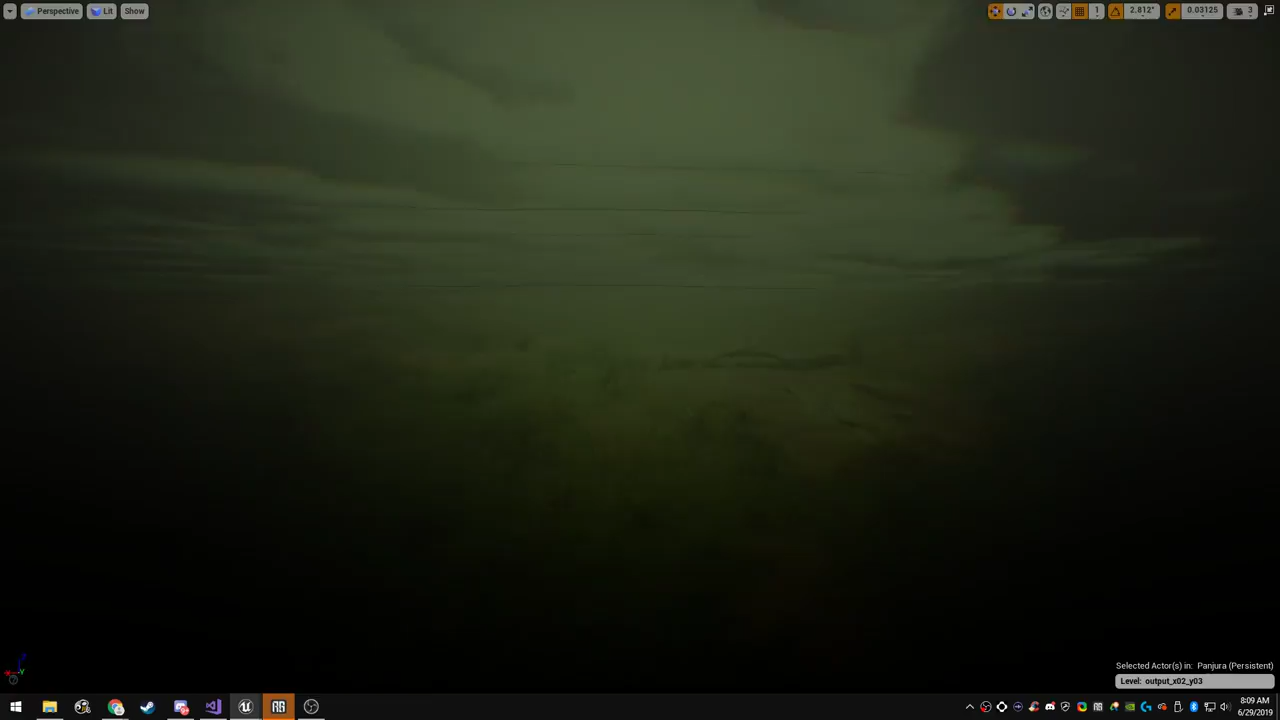 Perspective Lit Show 1 2.812° 0.03125 3
Selected Actor(s) in: Panjura (Persistent)
Level: output_x02_y03
8:09 AM
6/29/2019